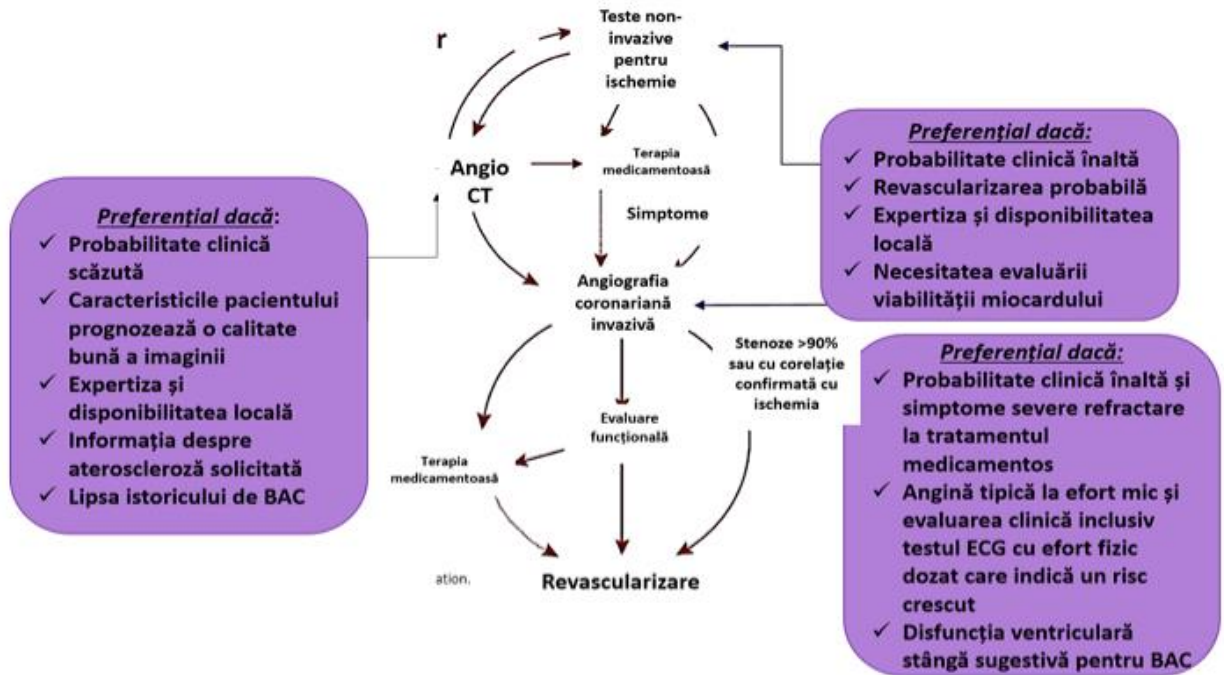 r
Teste non-
invazive
pentru
ischemie
Angio
CT
Terapia
medicamentoasă
Simptome
Angiografia
coronariană
invazivă
Stenoze >90%
sau cu corelație
confirmată cu
ischemia
Evaluare
funcțională
Terapia
medicamentoasă
ation.
Revascularizare
Preferențial dacă:
✓ Probabilitate clinică
scăzută
✓ Caracteristicile pacientului
prognozează o calitate
bună a imaginii
✓ Expertiza și
disponibilitatea locală
✓ Informația despre
ateroscleroză solicitată
✓ Lipsa istoricului de BAC
Preferențial dacă:
✓ Probabilitate clinică înaltă
✓ Revascularizarea probabilă
✓ Expertiza și disponibilitatea
locală
✓ Necesitatea evaluării
viabilității miocardului
Preferențial dacă:
✓ Probabilitate clinică înaltă și
simptome severe refractare
la tratamentul
medicamentos
✓ Angină tipică la efort mic și
evaluarea clinică inclusiv
testul ECG cu efort fizic
dozat care indică un risc
crescut
✓ Disfuncția ventriculară
stângă sugestivă pentru BAC